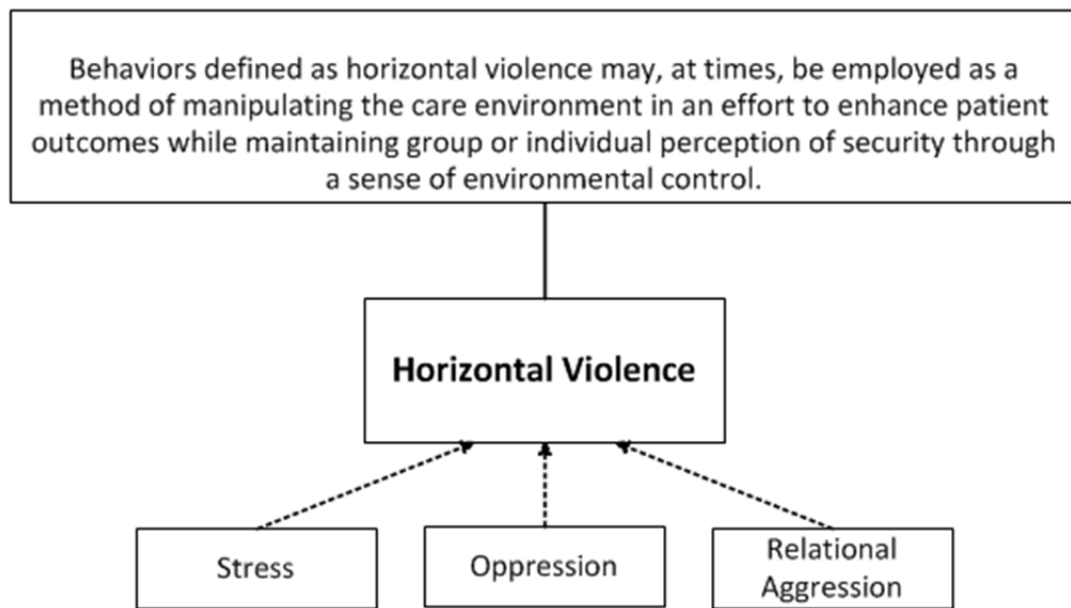 Behaviors defined as horizontal violence may, at times, be employed as a
method of manipulating the care environment in an effort to enhance patient
outcomes while maintaining group or individual perception of security through
a sense of environmental control.
Horizontal Violence
Stress
Oppression
Relational
Aggression